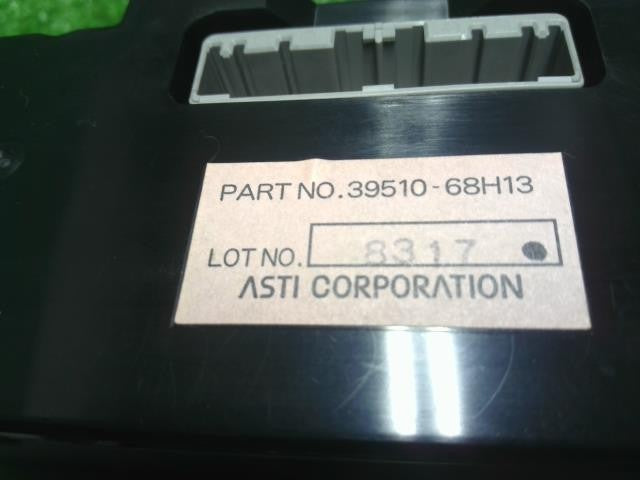 PART NO. 39510-68H13
LOT NO. 8317
ASTI CORPORATION